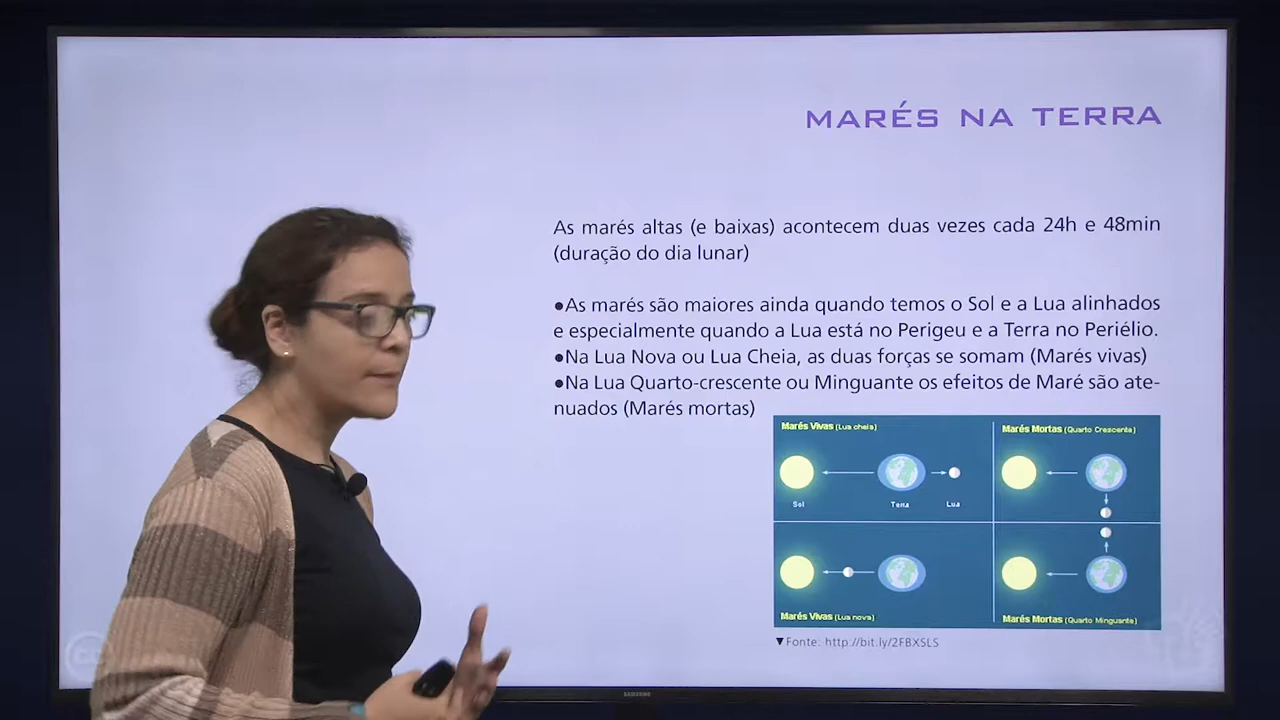 MARÉS NA TERRA
As marés altas (e baixas) acontecem duas vezes cada 24h e 48min
(duração do dia lunar)
●As marés são maiores ainda quando temos o Sol e a Lua alinhados
e especialmente quando a Lua está no Perigeu e a Terra no Periélio.
●Na Lua Nova ou Lua Cheia, as duas forças se somam (Marés vivas)
●Na Lua Quarto-crescente ou Minguante os efeitos de Maré são ate-
nuados (Marés mortas)
Marés Vivas (Lua cheia)
Marés Mortas (Quarto Crescente)
Sol
Terra
Lua
Marés Vivas (Lua nova)
Marés Mortas (Quarto Minguante)
▼Fonte: http://bit.ly/2FBXSLS
SAMSUNG